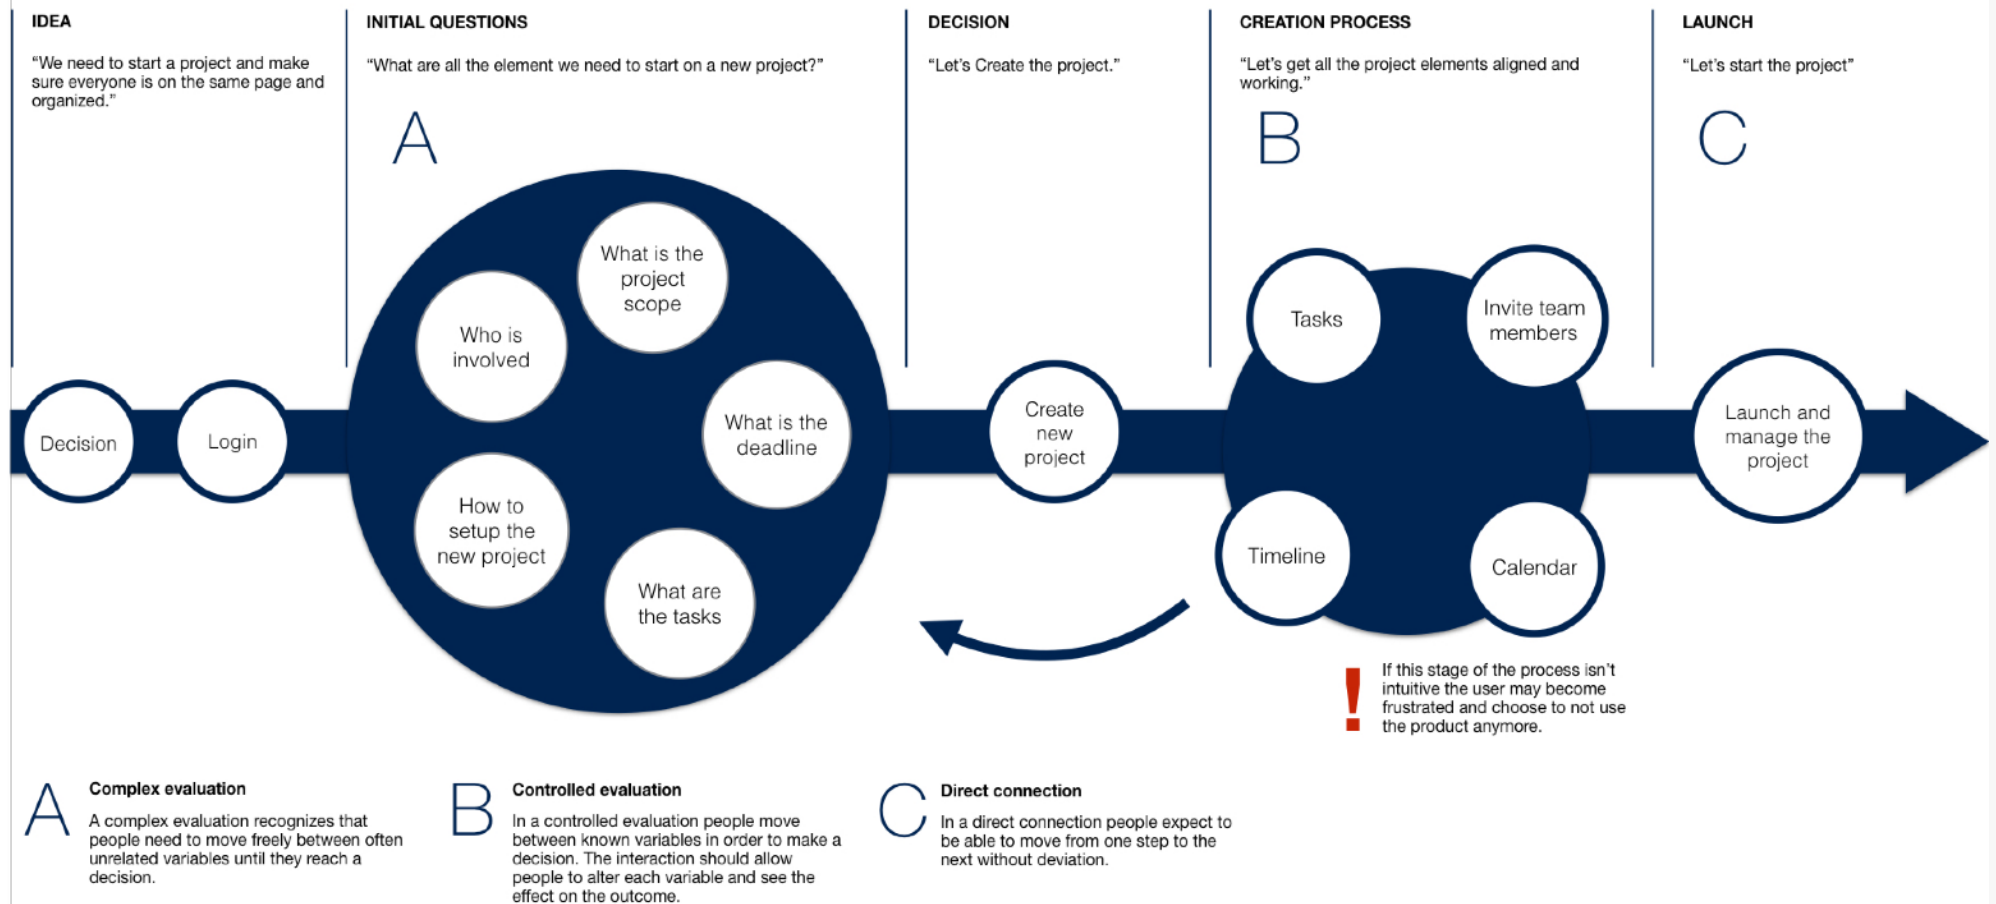 IDEA
“We need to start a project and make
sure everyone is on the same page and
organized.”
INITIAL QUESTIONS
“What are all the element we need to start on a new project?”
DECISION
“Let’s Create the project.”
CREATION PROCESS
“Let’s get all the project elements aligned and
working.”
LAUNCH
“Let’s start the project”
A
B
C
Decision
Login
What is the
project
scope
Who is
involved
What is the
deadline
How to
setup the
new project
What are
the tasks
Create
new
project
Tasks
Invite team
members
Timeline
Calendar
Launch and
manage the
project
!
If this stage of the process isn’t
intuitive the user may become
frustrated and choose to not use
the product anymore.
A
Complex evaluation
A complex evaluation recognizes that
people need to move freely between often
unrelated variables until they reach a
decision.
B
Controlled evaluation
In a controlled evaluation people move
between known variables in order to make a
decision. The interaction should allow
people to alter each variable and see the
effect on the outcome.
C
Direct connection
In a direct connection people expect to
be able to move from one step to the
next without deviation.